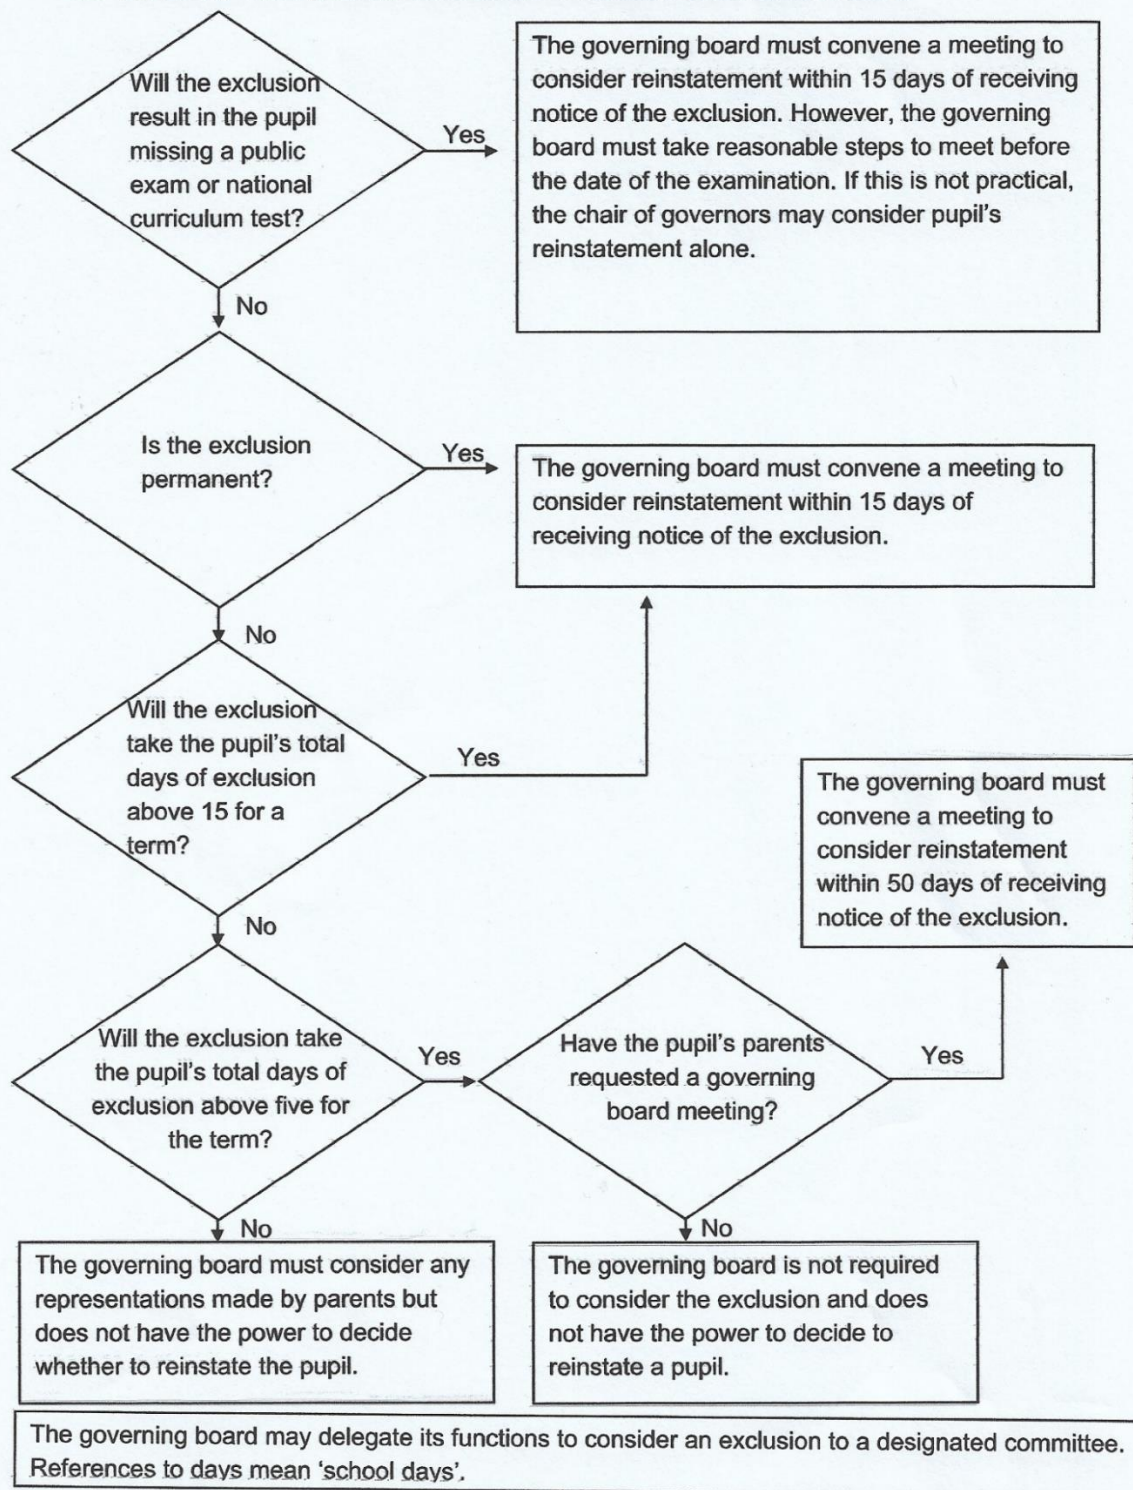 Will the exclusion
result in the pupil
missing a public
exam or national
curriculum test?
Yes
The governing board must convene a meeting to
consider reinstatement within 15 days of receiving
notice of the exclusion. However, the governing
board must take reasonable steps to meet before
the date of the examination. If this is not practical,
the chair of governors may consider pupil's
reinstatement alone.
No
Is the exclusion
permanent?
Yes
The governing board must convene a meeting to
consider reinstatement within 15 days of
receiving notice of the exclusion.
No
Will the exclusion
take the pupil's total
days of exclusion
above 15 for a
term?
Yes
The governing board must
convene a meeting to
consider reinstatement
within 50 days of receiving
notice of the exclusion.
No
Will the exclusion take
the pupil's total days of
exclusion above five for
the term?
Yes
Have the pupil's parents
requested a governing
board meeting?
Yes
No
The governing board must consider any
representations made by parents but
does not have the power to decide
whether to reinstate the pupil.
No
The governing board is not required
to consider the exclusion and does
not have the power to decide to
reinstate a pupil.
The governing board may delegate its functions to consider an exclusion to a designated committee.
References to days mean 'school days'.